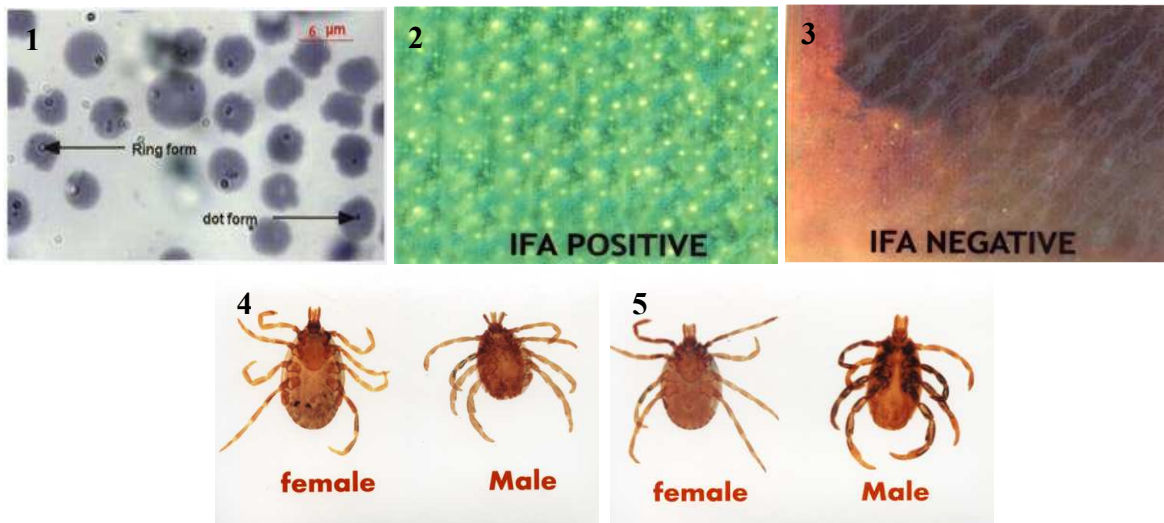 1
6 µm
Ring form
dot form
2
IFA POSITIVE
3
IFA NEGATIVE
4
female
Male
5
female
Male